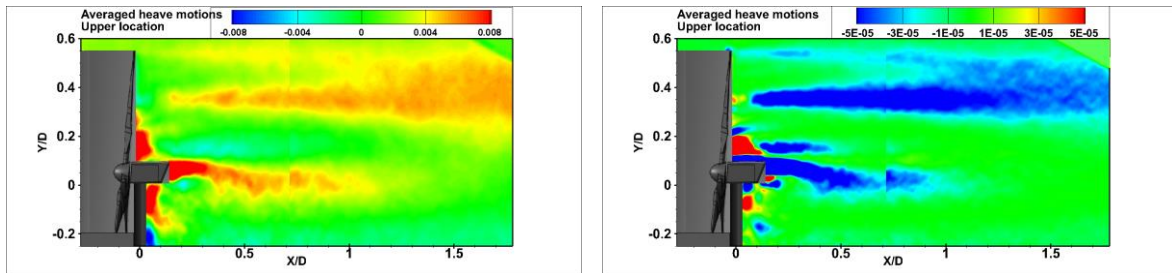 Averaged heave motions
Upper location
-0.008 -0.004 0 0.004 0.008
0.6
0.4
0.2
0
-0.2
Y/D
0 0.5 1 1.5
X/D
Averaged heave motions
Upper location
-5E-05 -3E-05 -1E-05 1E-05 3E-05 5E-05
0.6
0.4
0.2
0
-0.2
Y/D
0 0.5 1 1.5
X/D